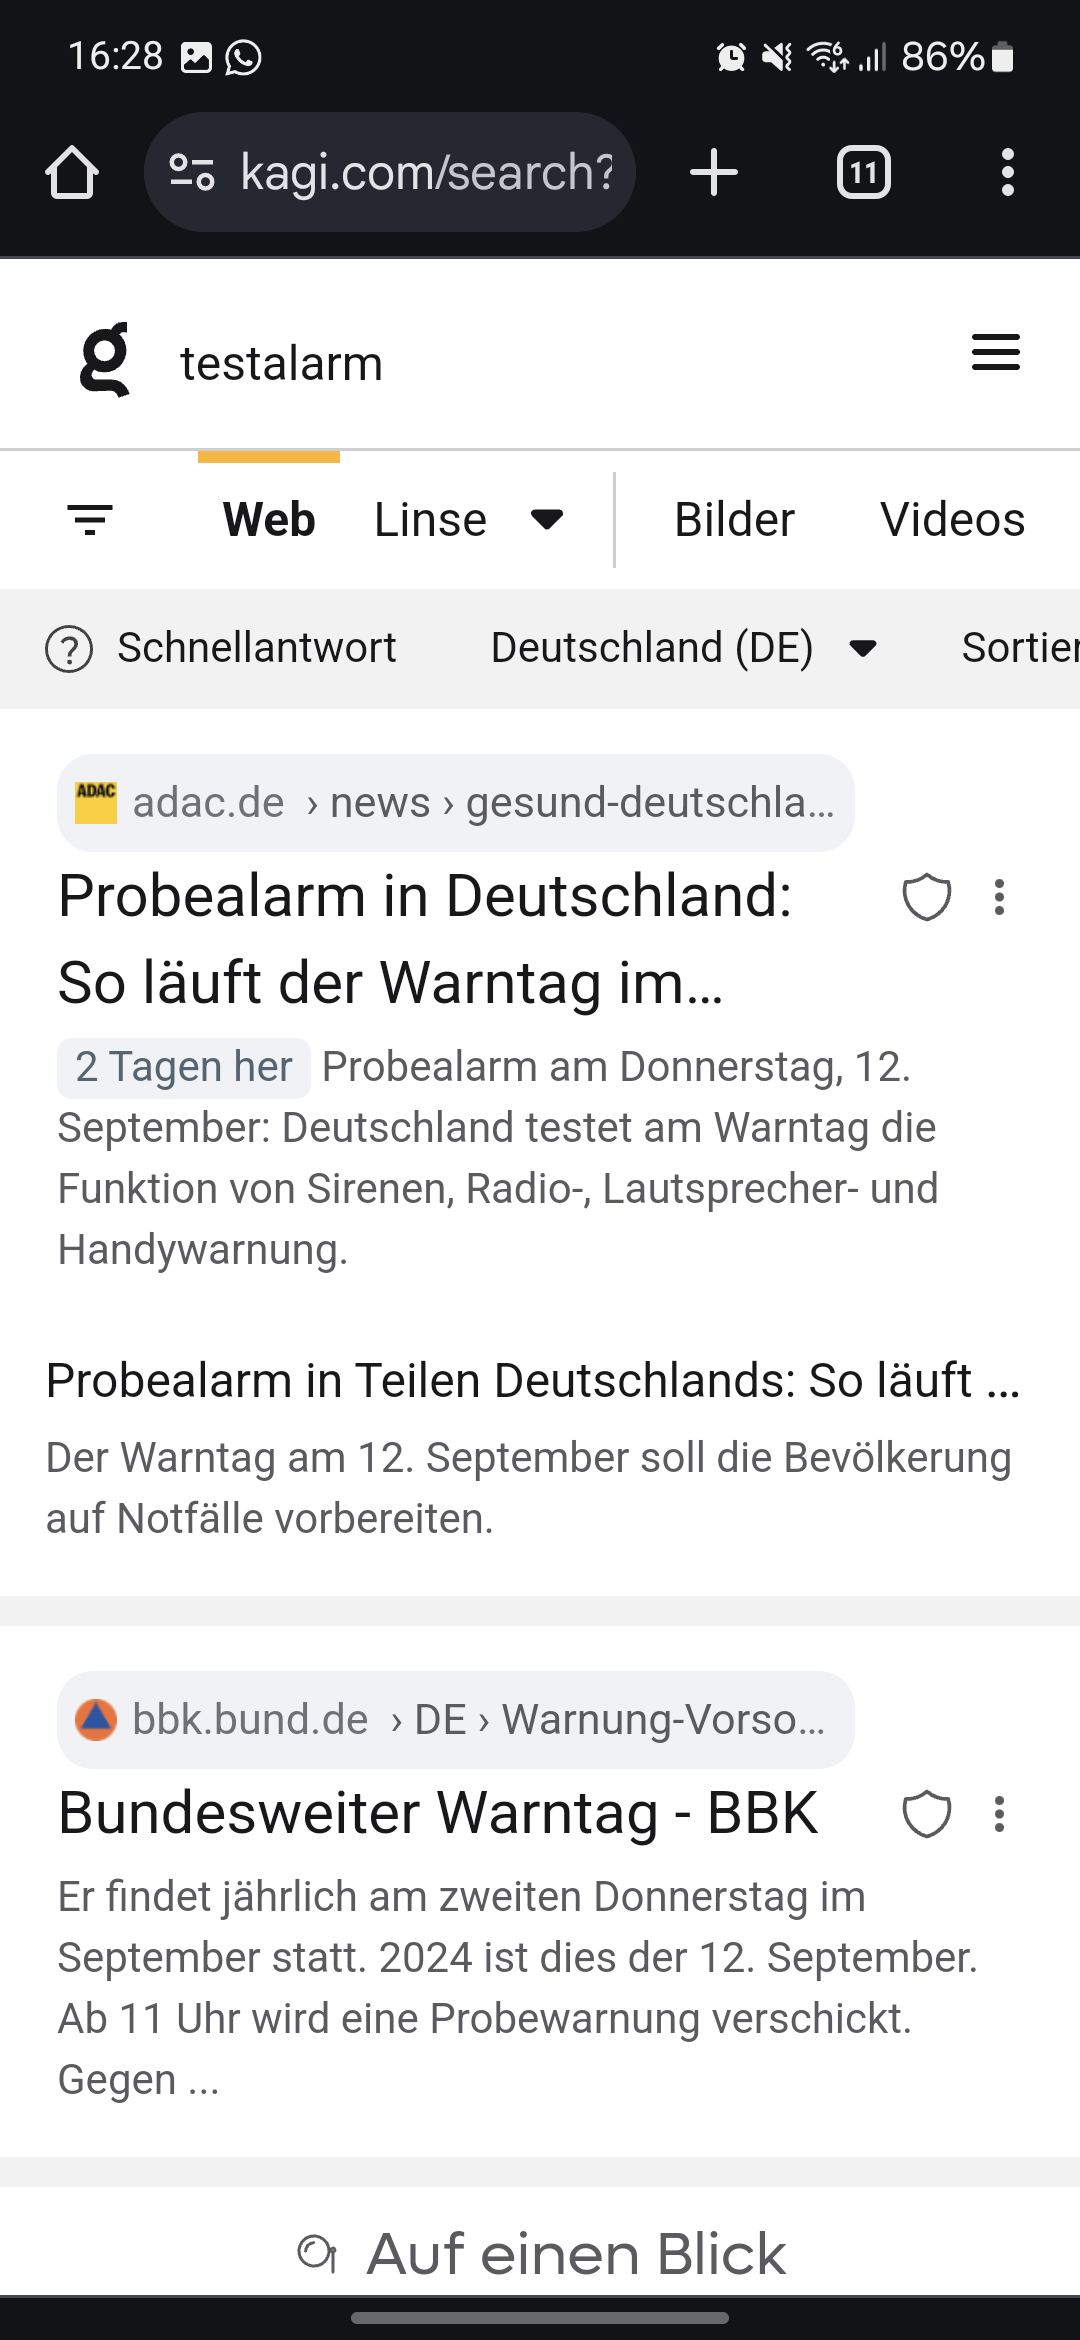 16:28
86%
kagi.com/search?
11
testalarm
Web
Linse
Bilder
Videos
Schnellantwort
Deutschland (DE)
Sortier
ADAC
adac.de › news › gesund-deutschla...
Probealarm in Deutschland:
So läuft der Warntag im...
2 Tagen her Probealarm am Donnerstag, 12.
September: Deutschland testet am Warntag die
Funktion von Sirenen, Radio-, Lautsprecher- und
Handywarnung.
Probealarm in Teilen Deutschlands: So läuft ...
Der Warntag am 12. September soll die Bevölkerung
auf Notfälle vorbereiten.
bbk.bund.de › DE › Warnung-Vorso...
Bundesweiter Warntag - BBK
Er findet jährlich am zweiten Donnerstag im
September statt. 2024 ist dies der 12. September.
Ab 11 Uhr wird eine Probewarnung verschickt.
Gegen ...
Auf einen Blick